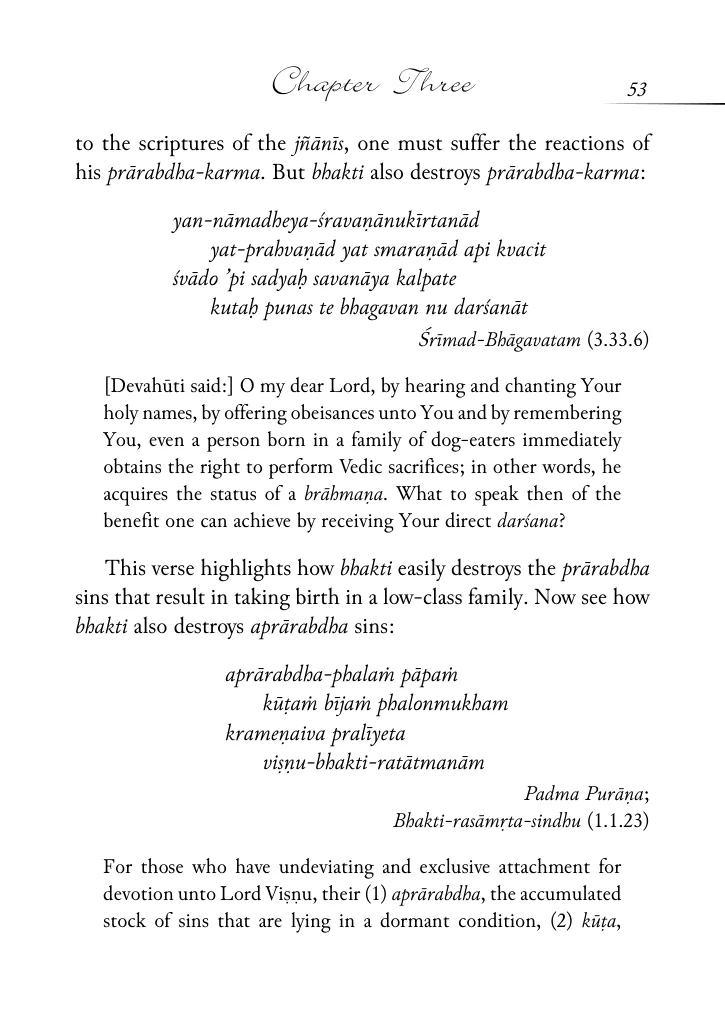 Chapter Three
53
to the scriptures of the jñānīs, one must suffer the reactions of
his prārabdha-karma. But bhakti also destroys prārabdha-karma:
yan-nāmadheya-śravaṇānukīrtanād
yat-prahvaṇād yat smaraṇād api kvacit
śvādo ’pi sadyaḥ savanāya kalpate
kutaḥ punas te bhagavan nu darśanāt
Śrīmad-Bhāgavatam (3.33.6)
[Devahūti said:] O my dear Lord, by hearing and chanting Your
holy names, by offering obeisances unto You and by remembering
You, even a person born in a family of dog-eaters immediately
obtains the right to perform Vedic sacrifices; in other words, he
acquires the status of a brāhmaṇa. What to speak then of the
benefit one can achieve by receiving Your direct darśana?
This verse highlights how bhakti easily destroys the prārabdha
sins that result in taking birth in a low-class family. Now see how
bhakti also destroys aprārabdha sins:
aprārabdha-phalaṁ pāpaṁ
kūṭaṁ bījaṁ phalonmukham
krameṇaiva pralīyeta
viṣṇu-bhakti-ratātmanām
Padma Purāṇa;
Bhakti-rasāmṛta-sindhu (1.1.23)
For those who have undeviating and exclusive attachment for
devotion unto Lord Viṣṇu, their (1) aprārabdha, the accumulated
stock of sins that are lying in a dormant condition, (2) kūṭa,